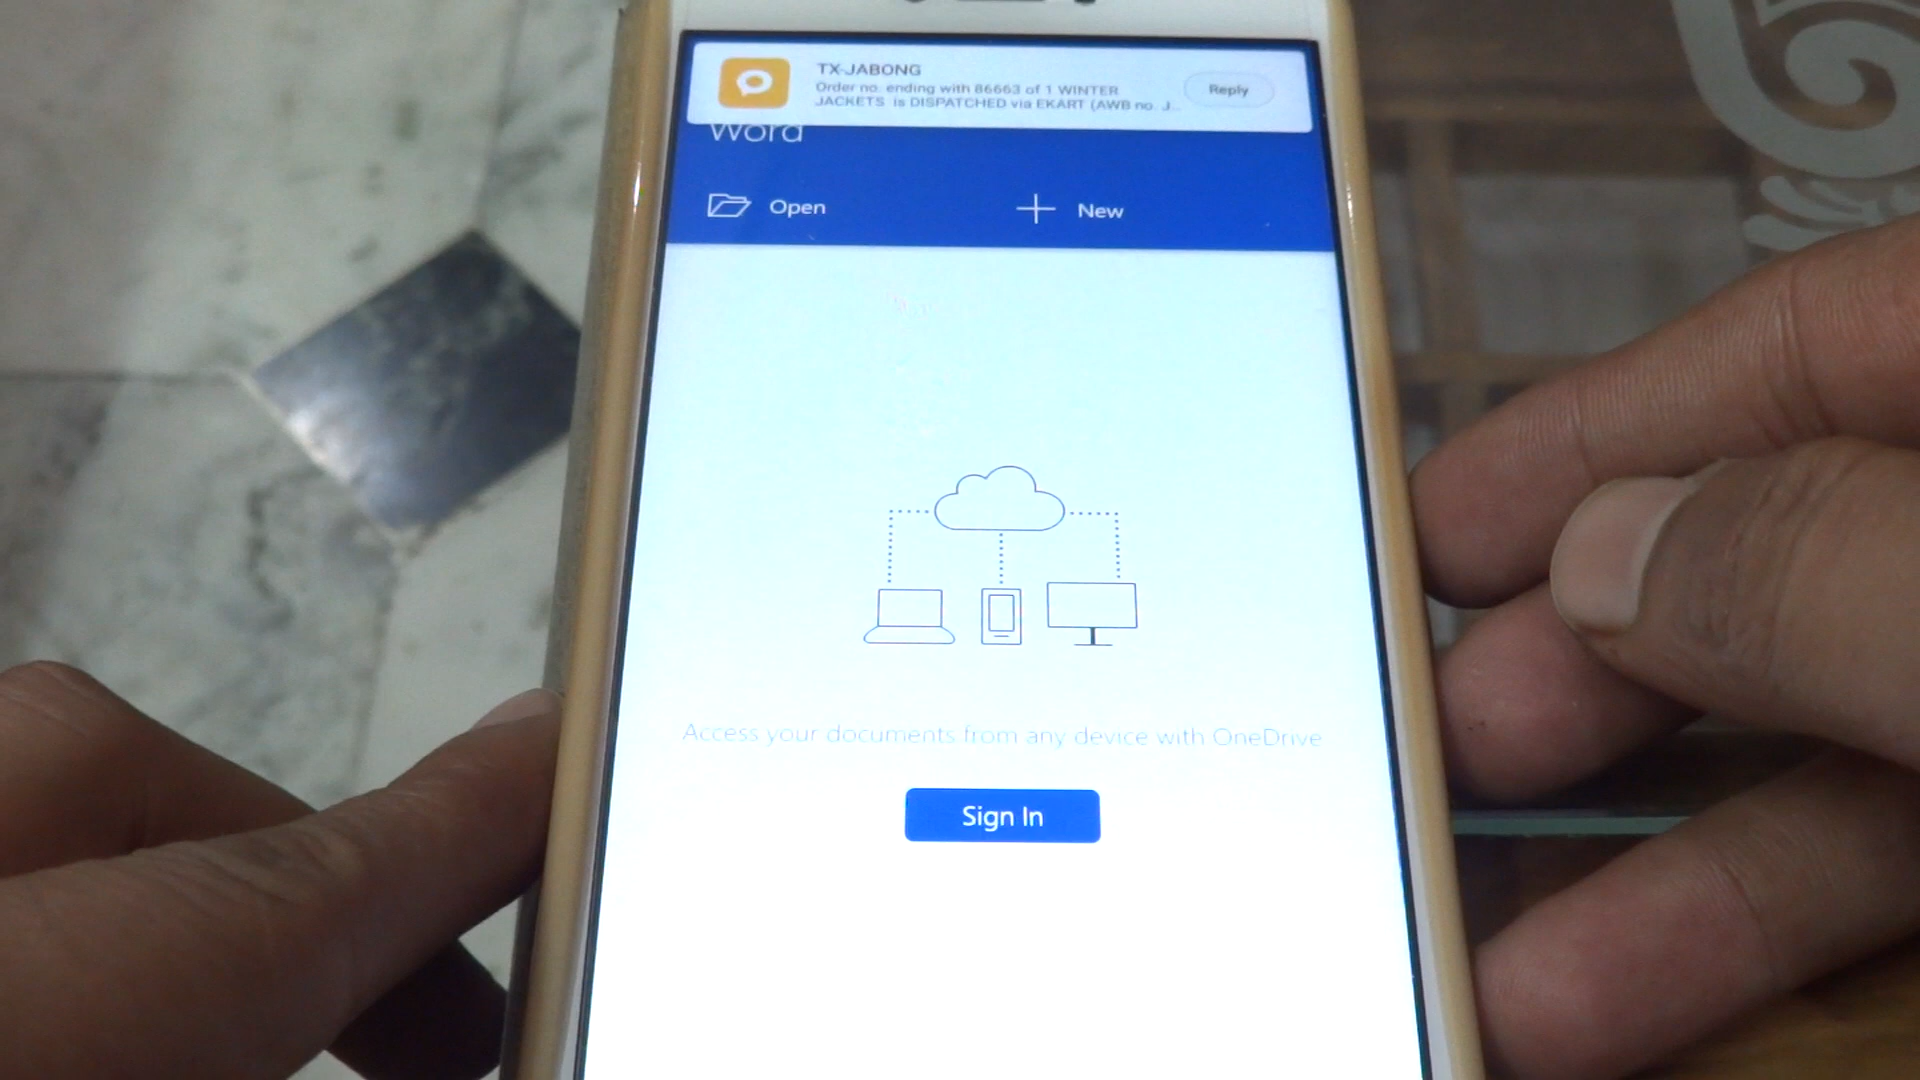 TX-JABONG
Order no. ending with 86663 of 1 WINTER
JACKETS is DISPATCHED via EKART (AWB no. J...
Reply
Word
Open
New
Access your documents from any device with OneDrive
Sign In